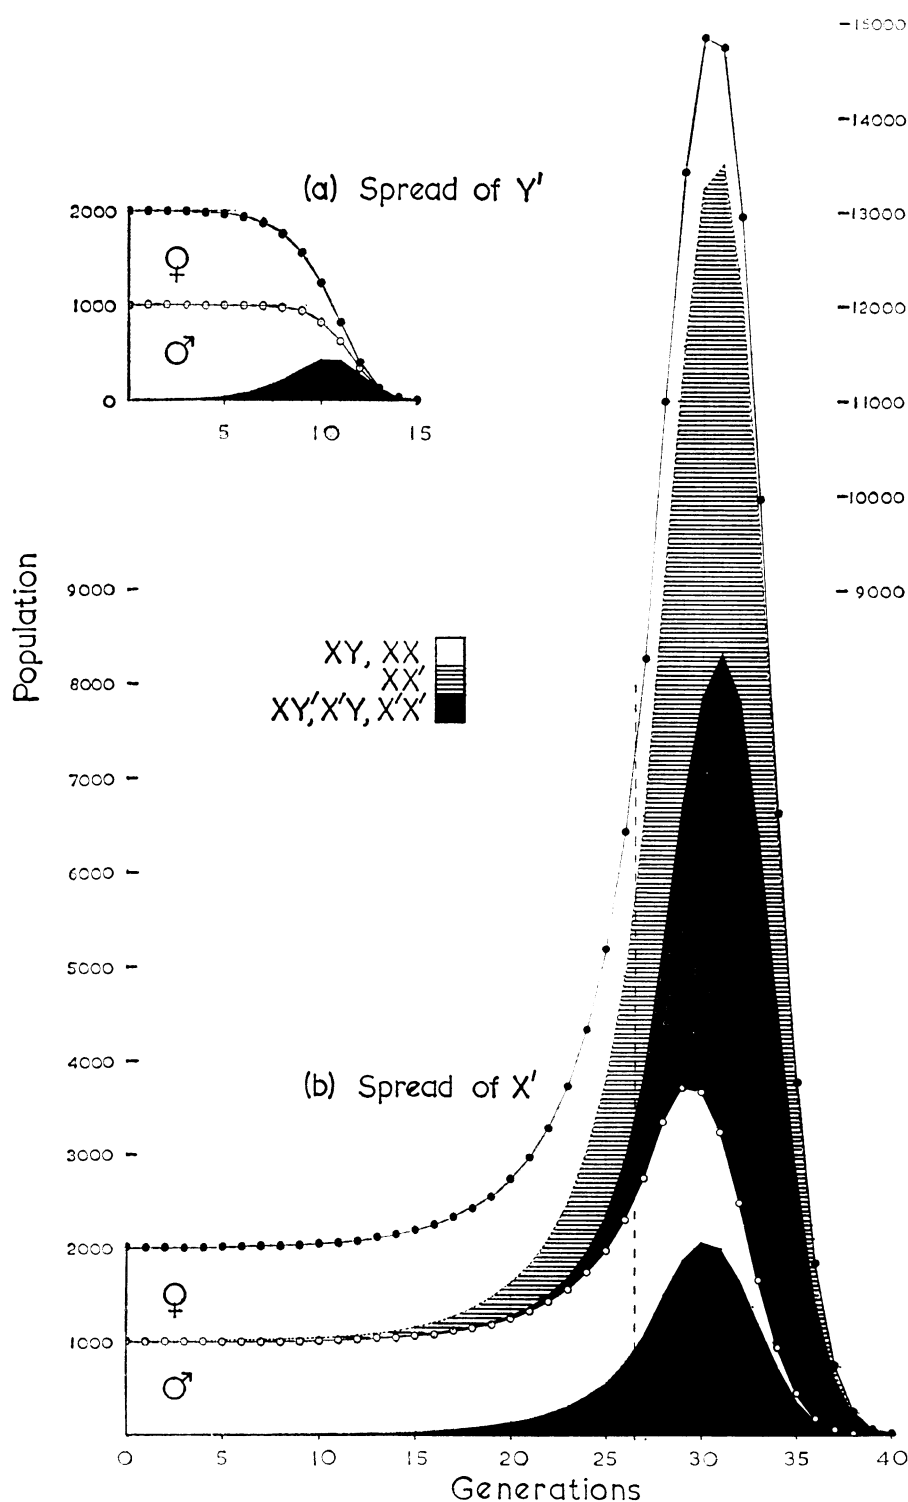 -15000
-14000
(a) Spread of Y'
2000
-13000
♀
1000
-12000
♂
0
-11000
5 10 15
-10000
Population
9000 -
-9000
XY, XX
XX'
XY', X'Y, X'X'
8000 -
7000 -
6000 -
5000 -
4000 -
(b) Spread of X'
3000 -
2000
♀
1000
♂
0 5 10 15 20 25 30 35 40
Generations